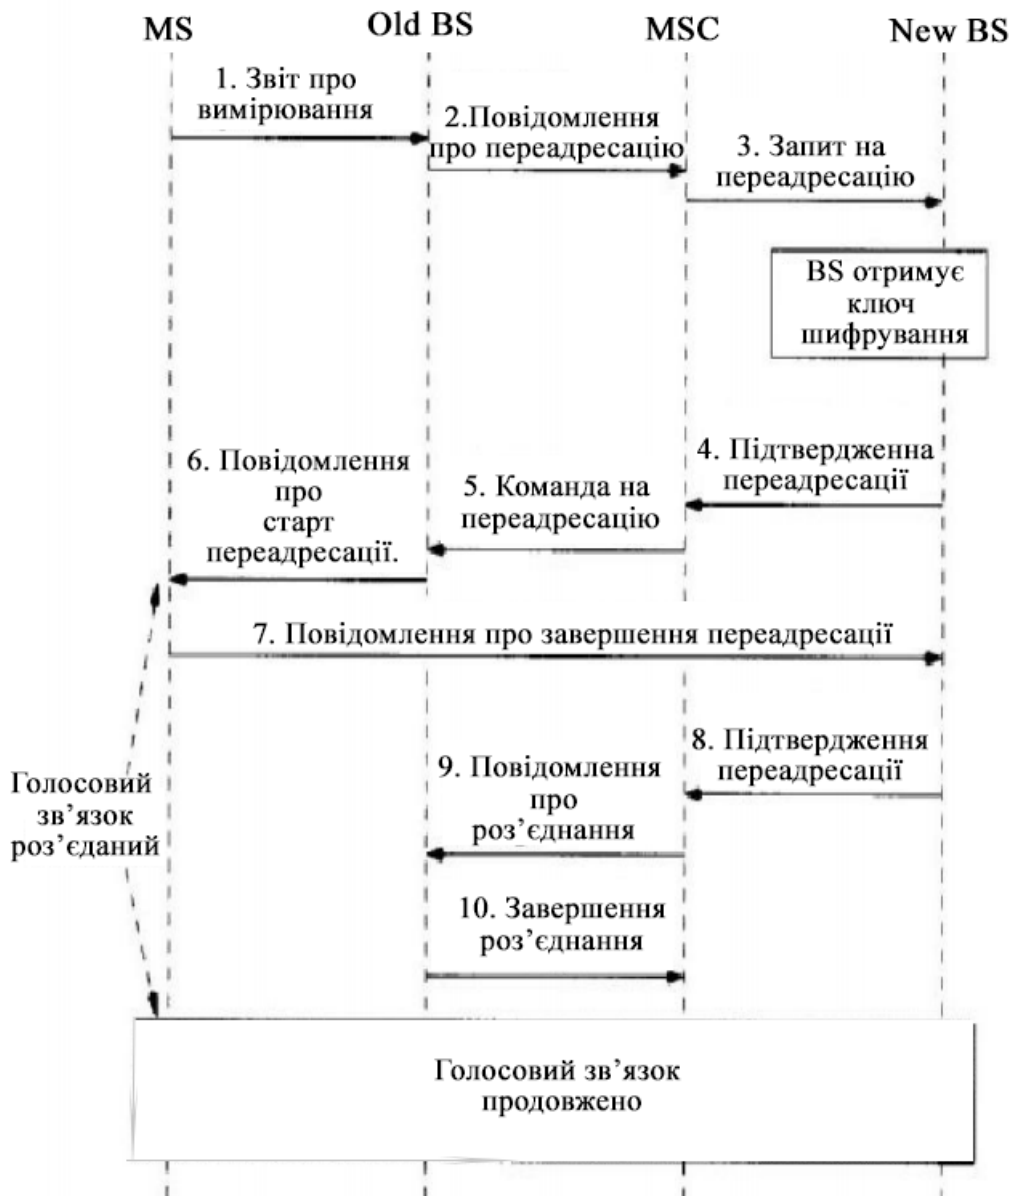 MS
Old BS
MSC
New BS
1. Звіт про
вимірювання
2.Повідомлення
про переадресацію
3. Запит на
переадресацію
BS отримує
ключ
шифрування
4. Підтвердженна
переадресації
5. Команда на
переадресацію
6. Повідомлення
про
старт
переадресації.
7. Повідомлення про завершення переадресації
8. Підтвердження
переадресації
9. Повідомлення
про
роз’єднання
Голосовий
зв’язок
роз’єданий
10. Завершення
роз’єднання
Голосовий зв’язок
продовжено